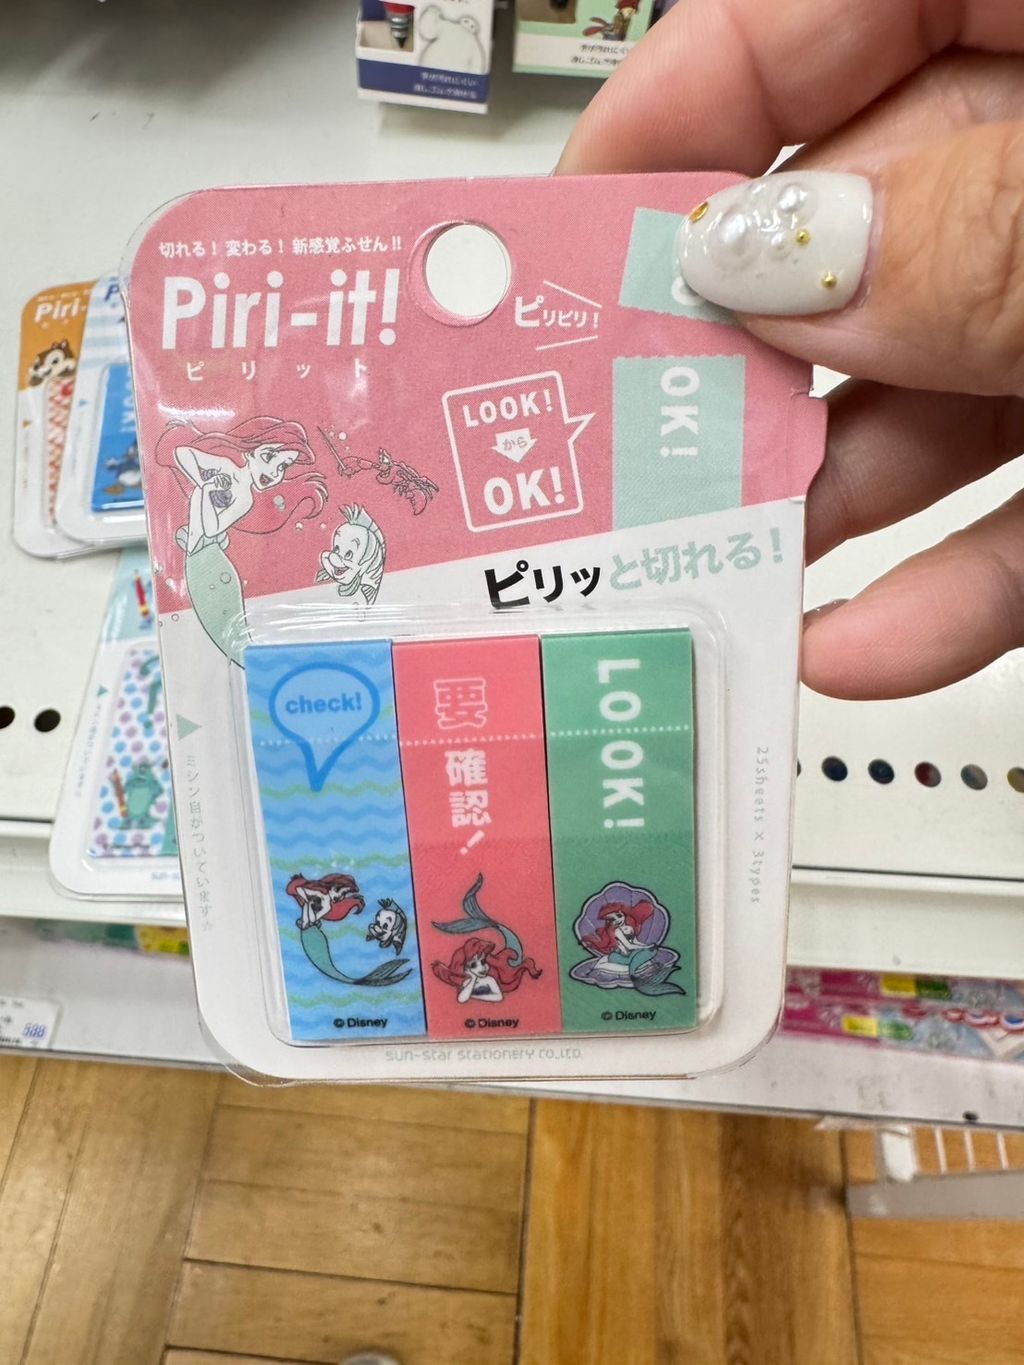 切れる！変わる！新感覚ふせん!!
Piri-it!
ピリット
ピリピリ！
LOOK!
から
OK!
OK!
ピリッと切れる！
check!
要確認！
LOOK!
© Disney
© Disney
© Disney
ミシン目がついています☆
25sheets × 3types
sun-star stationery co.,ltd.
Piri-
588